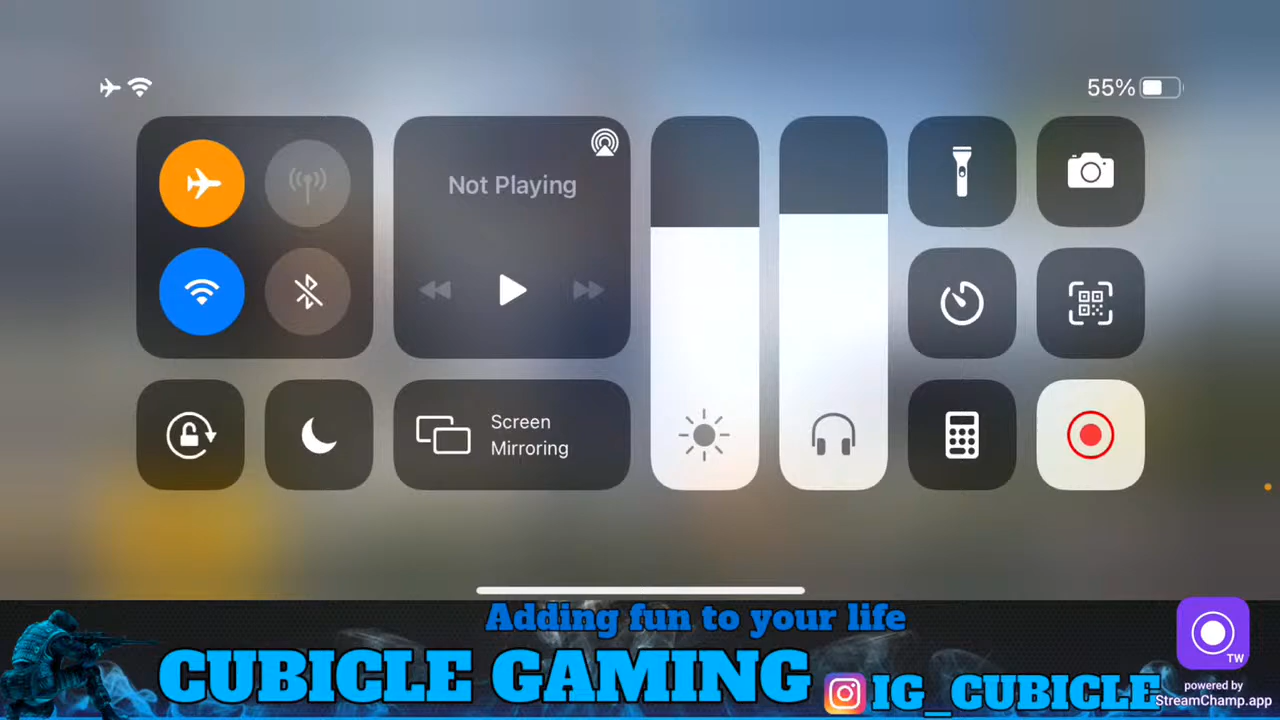 55%
Not Playing
Screen
Mirroring
Adding fun to your life
CUBICLE GAMING
IG_CUBICLE
TW
powered by
StreamChamp.app